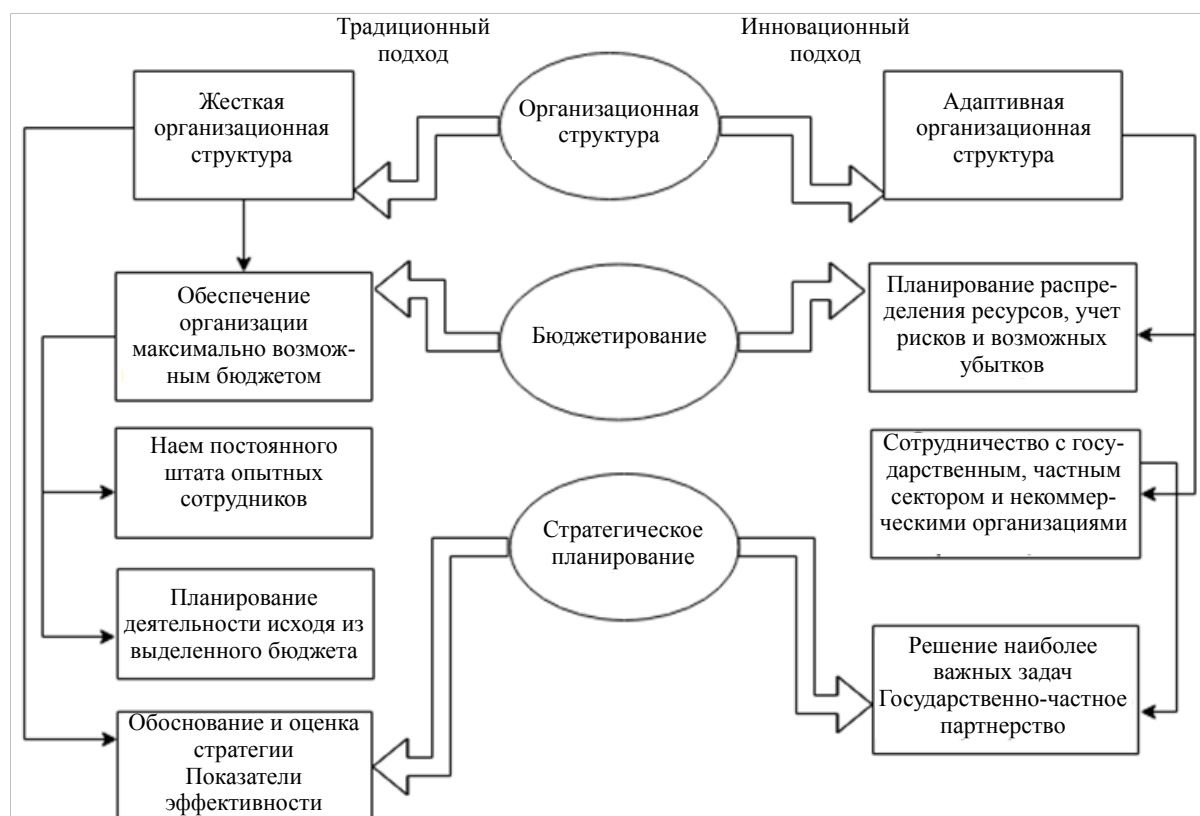 Традиционный
подход
Инновационный
подход
Жесткая
организационная
структура
Организационная
структура
Адаптивная
организационная
структура
Обеспечение
организации
максимально возмож-
ным бюджетом
Бюджетирование
Планирование распре-
деления ресурсов, учет
рисков и возможных
убытков
Наем постоянного
штата опытных
сотрудников
Сотрудничество с госу-
дарственным, частным
сектором и некоммер-
ческими организациями
Стратегическое
планирование
Планирование
деятельности исходя из
выделенного бюджета
Решение наиболее
важных задач
Государственно-частное
партнерство
Обоснование и оценка
стратегии
Показатели
эффективности